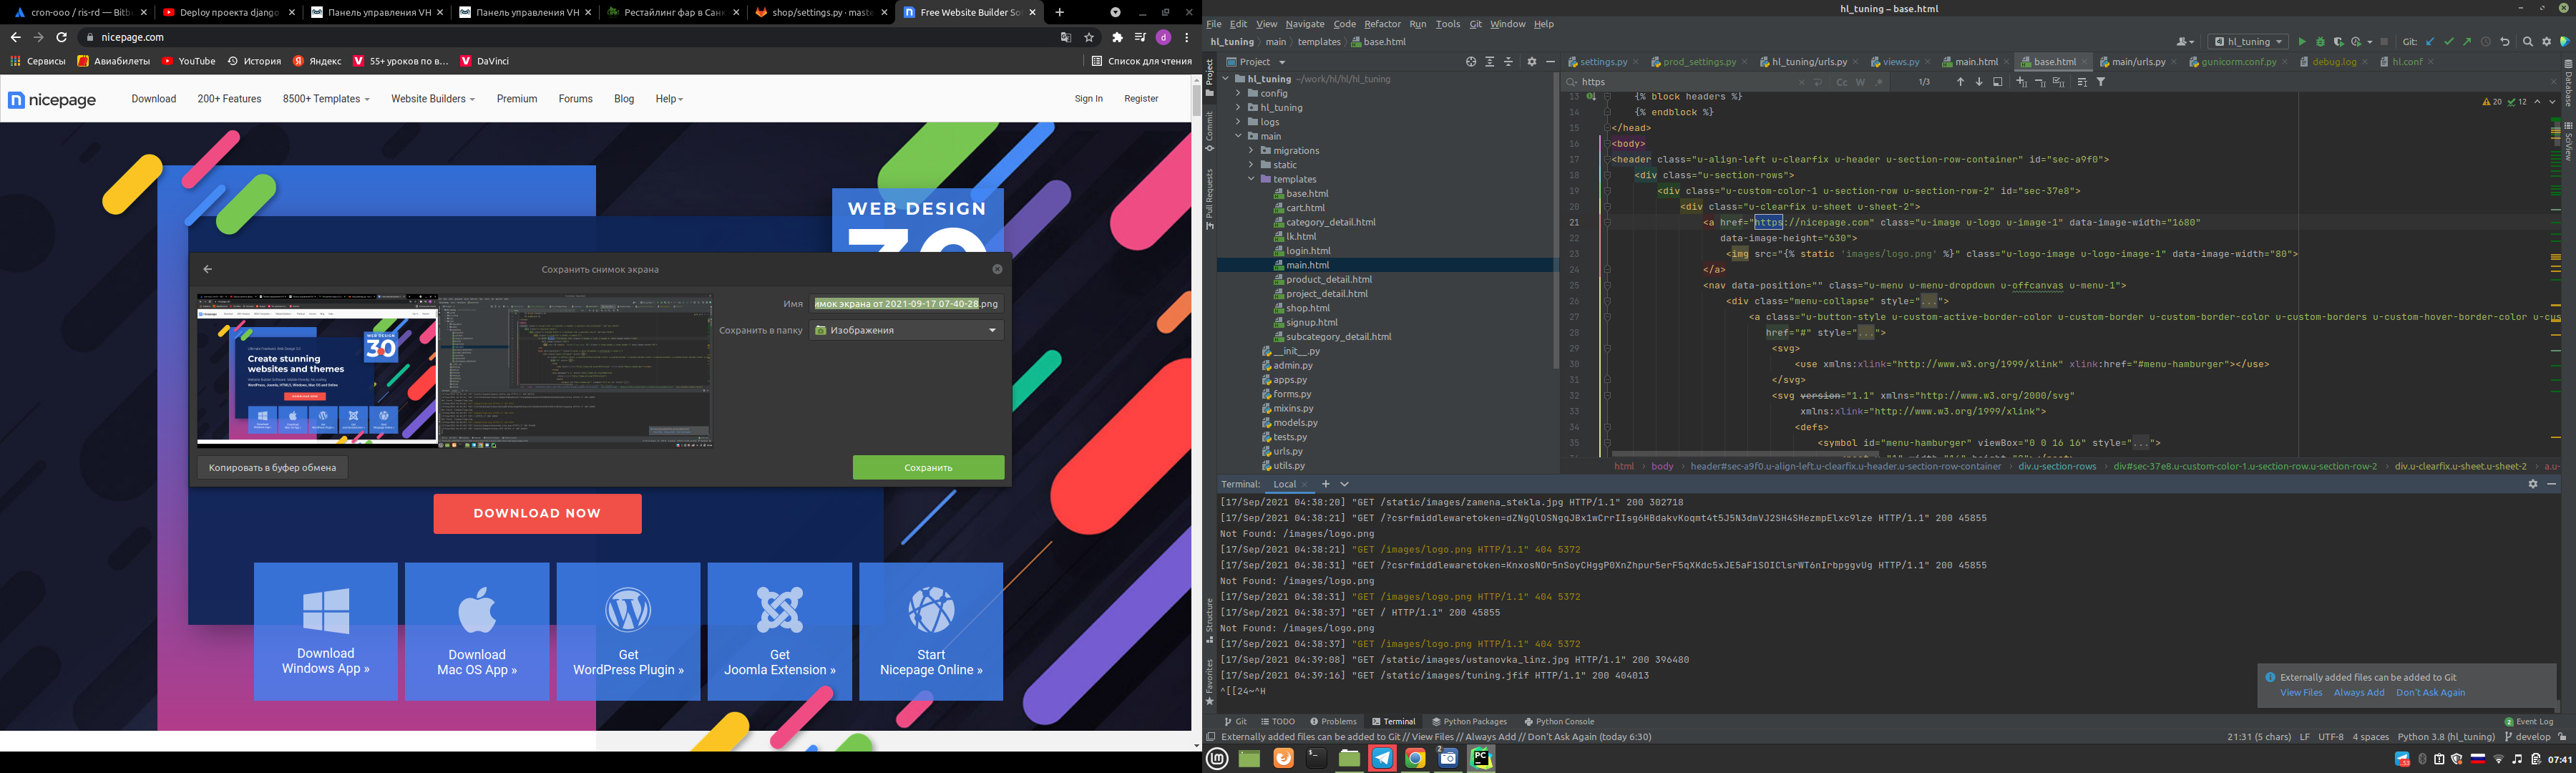 cron-ooo / ris-rd — Bitb
Deploy проекта django
Панель управления VH
Панель управления VH
Рестайлинг фар в Санк
shop/settings.py · maste
Free Website Builder So
nicepage.com
Сервисы
Авиабилеты
YouTube
История
Яндекс
55+ уроков по в...
DaVinci
Список для чтения
nicepage
Download
200+ Features
8500+ Templates
Website Builders
Premium
Forums
Blog
Help
Sign In
Register
WEB DESIGN
30
Сохранить снимок экрана
Имя
имок экрана от 2021-09-17 07-40-28.png
Сохранить в папку
Изображения
Create stunning
websites and themes
Копировать в буфер обмена
Сохранить
DOWNLOAD NOW
Download
Windows App »
Download
Mac OS App »
Get
WordPress Plugin »
Get
Joomla Extension »
Start
Nicepage Online »
hl_tuning – base.html
File Edit View Navigate Code Refactor Run Tools Git Window Help
hl_tuning main templates base.html
hl_tuning
Git:
Project
settings.py
prod_settings.py
hl_tuning/urls.py
views.py
main.html
base.html
main/urls.py
gunicorm.conf.py
debug.log
hl.conf
https
Cc W
1/3
hl_tuning ~/work/hl/hl/hl_tuning
config
hl_tuning
logs
main
migrations
static
templates
base.html
cart.html
category_detail.html
lk.html
login.html
main.html
product_detail.html
project_detail.html
shop.html
signup.html
subcategory_detail.html
__init__.py
admin.py
apps.py
forms.py
mixins.py
models.py
tests.py
urls.py
utils.py
Project
Commit
Pull Requests
Structure
Favorites
Database
SciView
20 12
13 {% block headers %}
14 {% endblock %}
15 </head>
16 <body>
17 <header class="u-align-left u-clearfix u-header u-section-row-container" id="sec-a9f0">
18 <div class="u-section-rows">
19 <div class="u-custom-color-1 u-section-row u-section-row-2" id="sec-37e8">
20 <div class="u-clearfix u-sheet u-sheet-2">
21 <a href="https://nicepage.com" class="u-image u-logo u-image-1" data-image-width="1680"
22 data-image-height="630">
23 <img src="{% static 'images/logo.png' %}" class="u-logo-image u-logo-image-1" data-image-width="80">
24 </a>
25 <nav data-position="" class="u-menu u-menu-dropdown u-offcanvas u-menu-1">
26 <div class="menu-collapse" style="...">
27 <a class="u-button-style u-custom-active-border-color u-custom-border u-custom-border-color u-custom-borders u-custom-hover-border-color u-cus
28 href="#" style="...">
29 <svg>
30 <use xmlns:xlink="http://www.w3.org/1999/xlink" xlink:href="#menu-hamburger"></use>
31 </svg>
32 <svg version="1.1" xmlns="http://www.w3.org/2000/svg"
33 xmlns:xlink="http://www.w3.org/1999/xlink">
34 <defs>
35 <symbol id="menu-hamburger" viewBox="0 0 16 16" style="...">
html body header#sec-a9f0.u-align-left.u-clearfix.u-header.u-section-row-container div.u-section-rows div#sec-37e8.u-custom-color-1.u-section-row.u-section-row-2 div.u-clearfix.u-sheet.u-sheet-2 a.u-
Terminal: Local
[17/Sep/2021 04:38:20] "GET /static/images/zamena_stekla.jpg HTTP/1.1" 200 302718
[17/Sep/2021 04:38:21] "GET /?csrfmiddlewaretoken=dZNgQlOSNgqJBx1wCrrIIsg6HBdakvKoqmt4t5J5N3dmVJ2SH4SHezmpElxc9lze HTTP/1.1" 200 45855
Not Found: /images/logo.png
[17/Sep/2021 04:38:21] "GET /images/logo.png HTTP/1.1" 404 5372
[17/Sep/2021 04:38:31] "GET /?csrfmiddlewaretoken=KnxosNOr5nSoyCHggP0XnZhpur5erF5qXKdc5xJE5aF1SOIClsrWT6nIrbpggvUg HTTP/1.1" 200 45855
Not Found: /images/logo.png
[17/Sep/2021 04:38:31] "GET /images/logo.png HTTP/1.1" 404 5372
[17/Sep/2021 04:38:37] "GET / HTTP/1.1" 200 45855
Not Found: /images/logo.png
[17/Sep/2021 04:38:37] "GET /images/logo.png HTTP/1.1" 404 5372
[17/Sep/2021 04:39:08] "GET /static/images/ustanovka_linz.jpg HTTP/1.1" 200 396480
[17/Sep/2021 04:39:16] "GET /static/images/tuning.jfif HTTP/1.1" 200 404013
^[[24~^H
Externally added files can be added to Git
View Files Always Add Don't Ask Again
Git TODO Problems Terminal Python Packages Python Console
2 Event Log
Externally added files can be added to Git // View Files // Always Add // Don't Ask Again (today 6:30)
21:31 (5 chars) LF UTF-8 4 spaces Python 3.8 (hl_tuning) develop
07:41